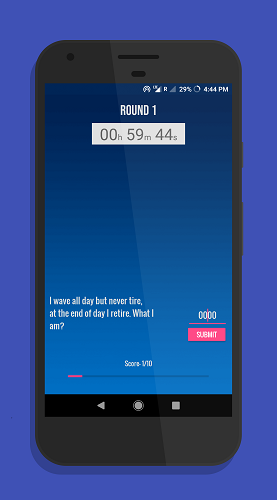 R 29% 4:44 PM
ROUND 1
00h 59m 44s
I wave all day but never tire,
at the end of day I retire. What I
am?
0000
SUBMIT
Score-1/10